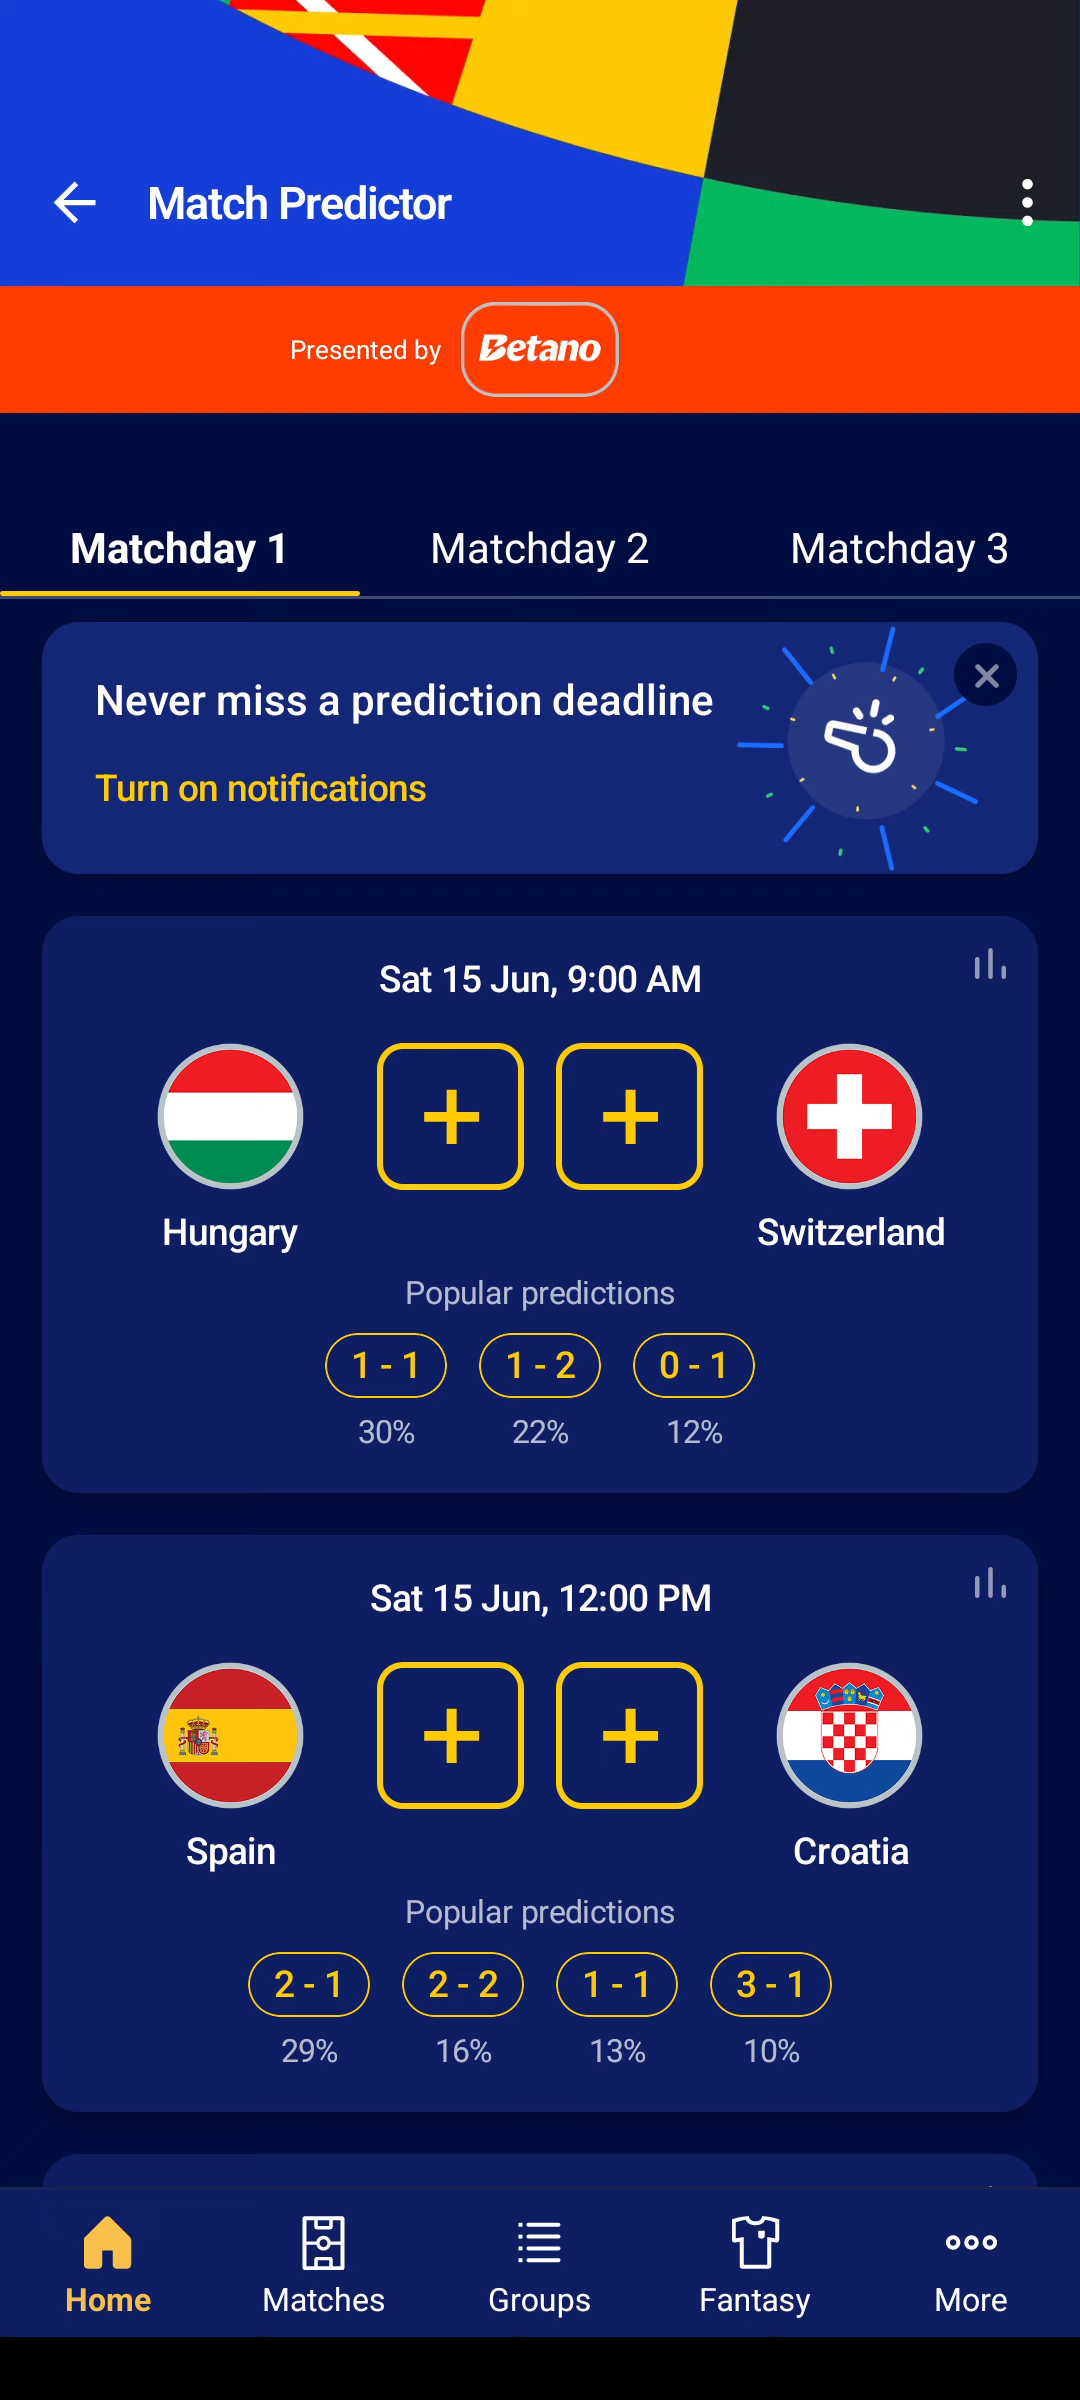 Match Predictor
Presented by Betano
Matchday 1 Matchday 2 Matchday 3
Never miss a prediction deadline
Turn on notifications
Sat 15 Jun, 9:00 AM
Hungary Switzerland
Popular predictions
1 - 1 1 - 2 0 - 1
30% 22% 12%
Sat 15 Jun, 12:00 PM
Spain Croatia
Popular predictions
2 - 1 2 - 2 1 - 1 3 - 1
29% 16% 13% 10%
Home Matches Groups Fantasy More